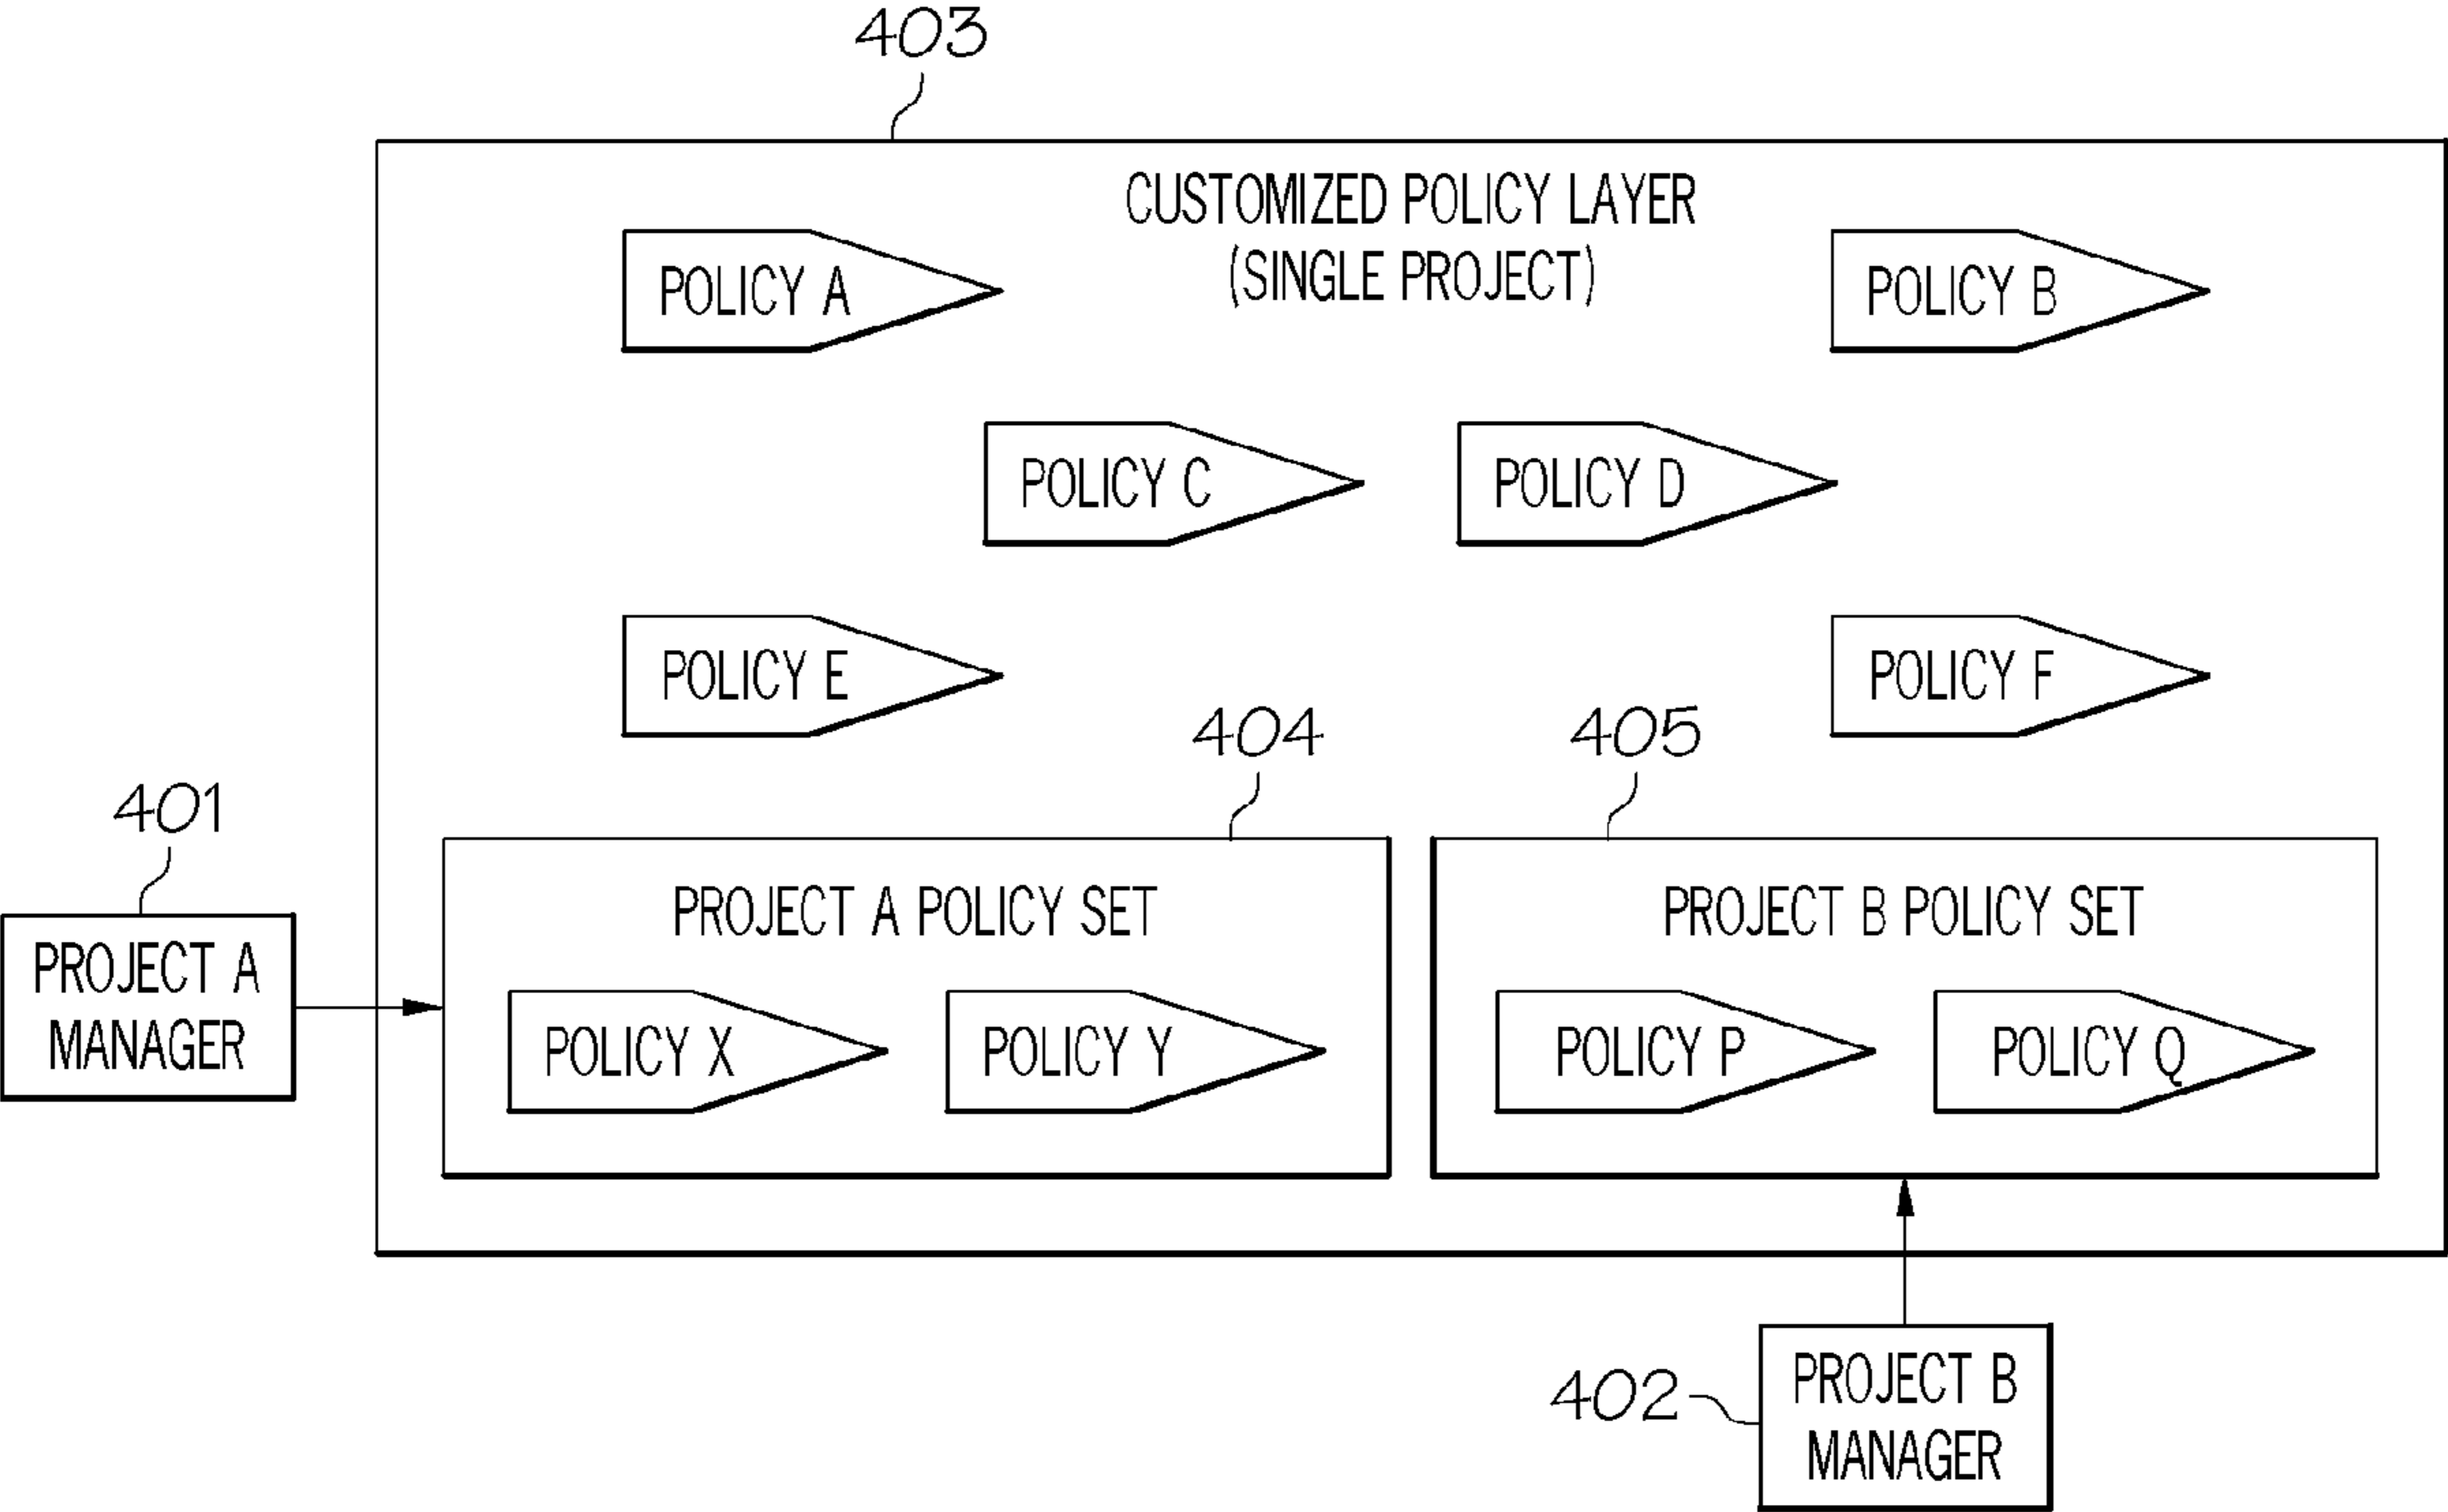 403
CUSTOMIZED POLICY LAYER
(SINGLE PROJECT)
POLICY A
POLICY B
POLICY C
POLICY D
POLICY E
POLICY F
404
405
401
PROJECT A POLICY SET
PROJECT B POLICY SET
PROJECT A
MANAGER
POLICY X
POLICY Y
POLICY P
POLICY Q
402
PROJECT B
MANAGER